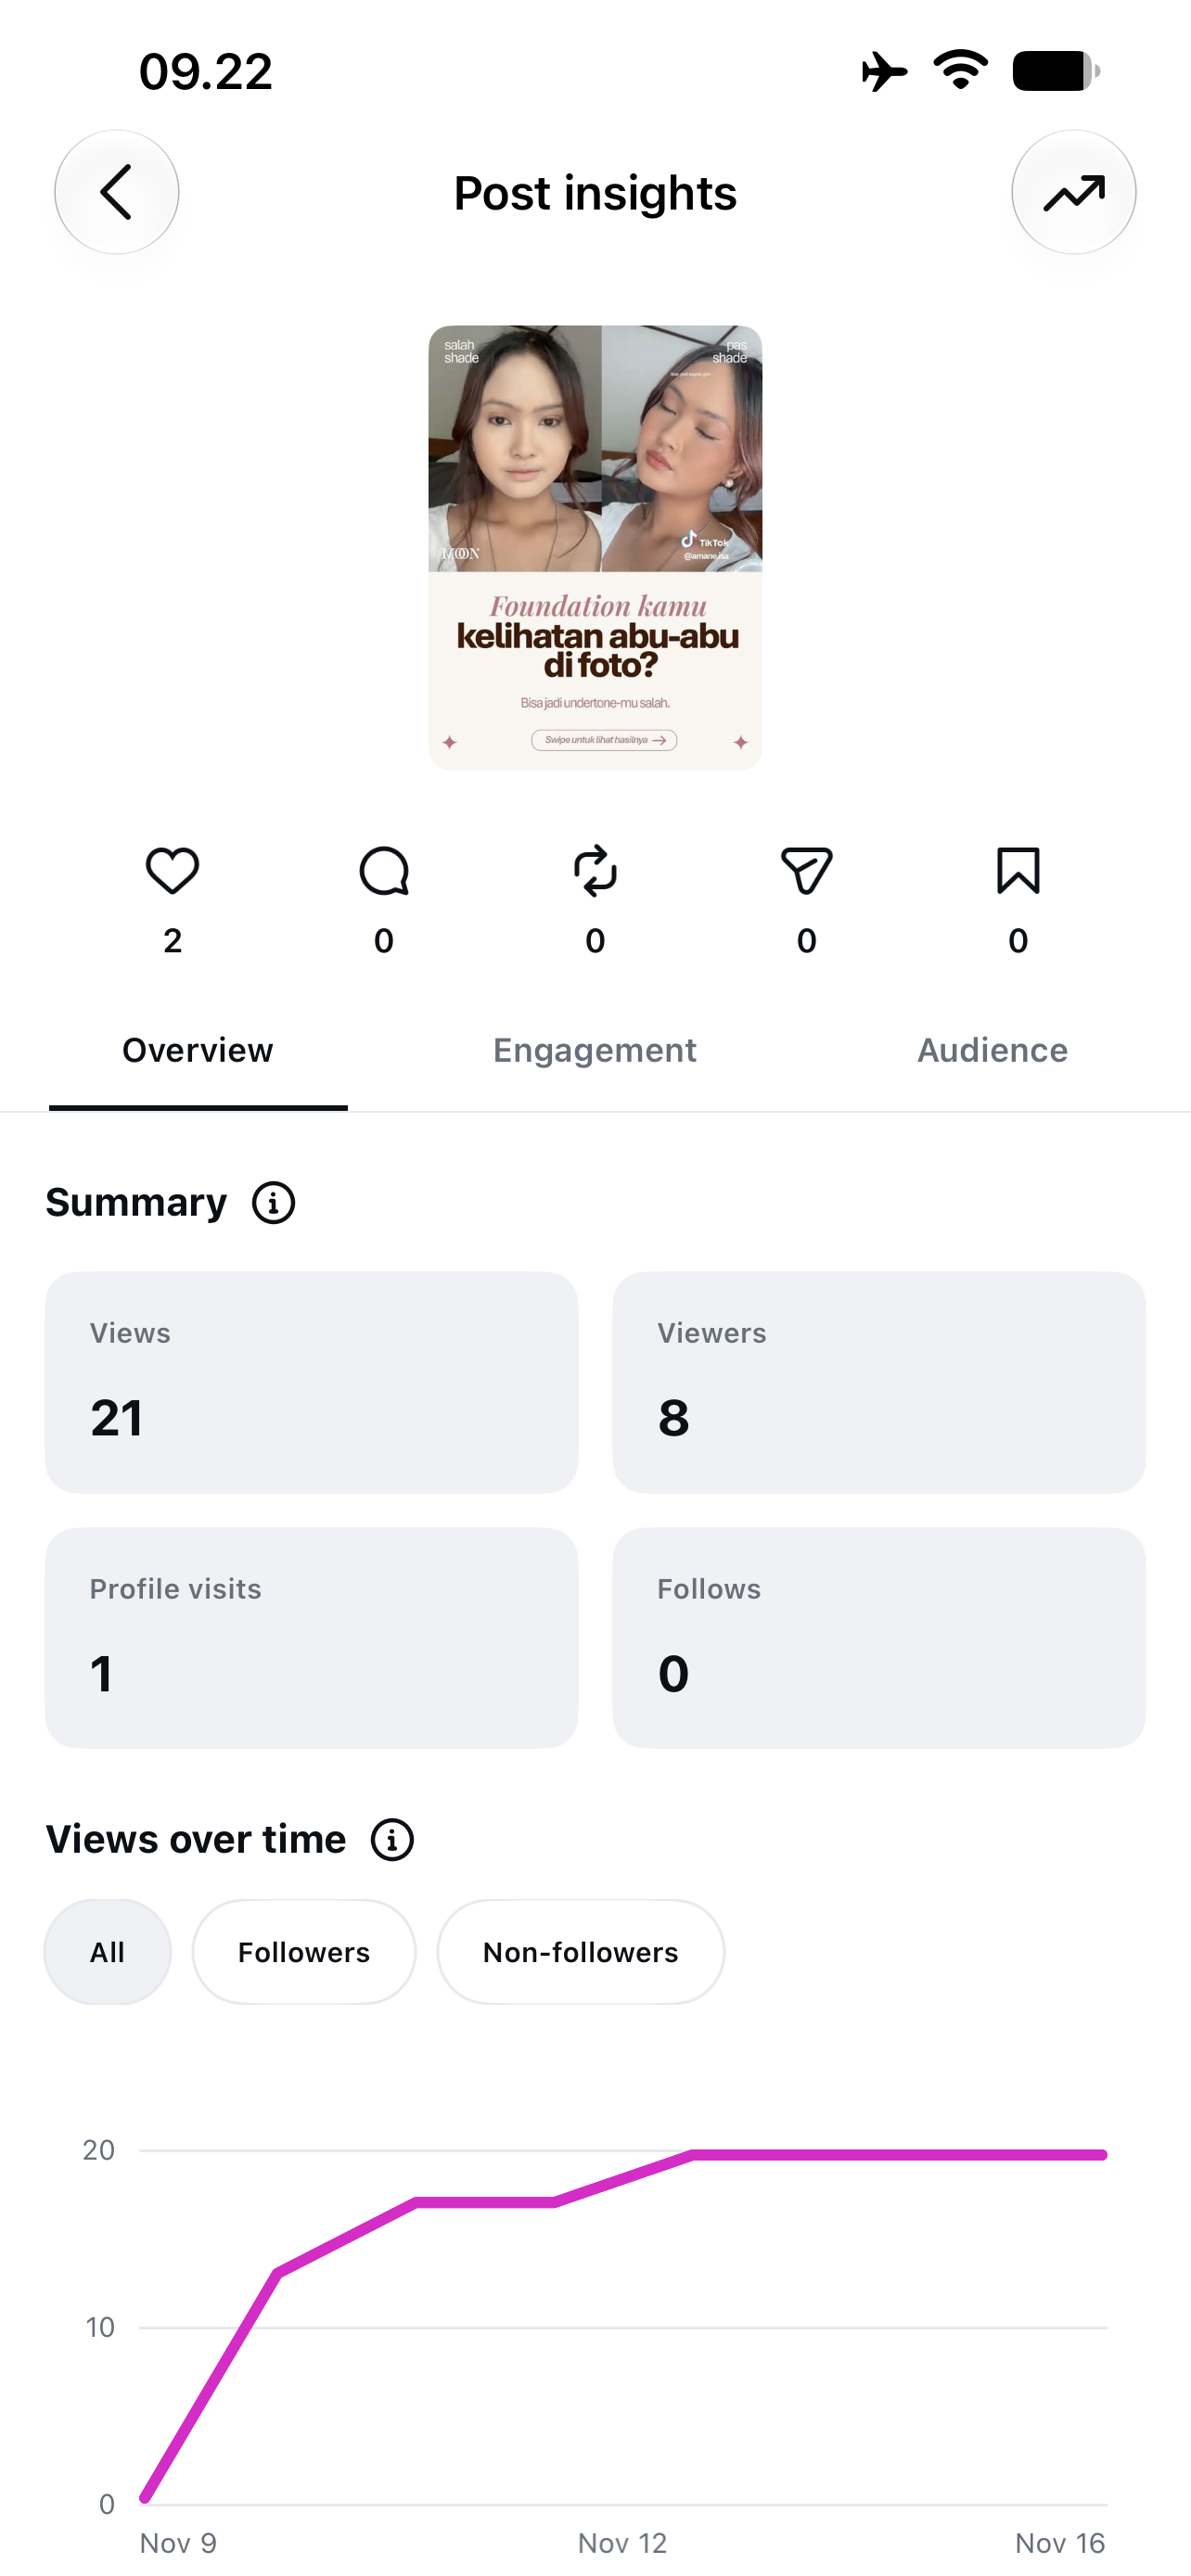 09.22
Post insights
salah
shade
pas
shade
MOON
TikTok
@amane.isa
Foundation kamu
kelihatan abu-abu
di foto?
Bisa jadi undertone-mu salah.
Swipe untuk lihat hasilnya
2
0
0
0
0
Overview
Engagement
Audience
Summary
Views
Viewers
21
8
Profile visits
Follows
1
0
Views over time
All
Followers
Non-followers
20
10
0
Nov 9
Nov 12
Nov 16